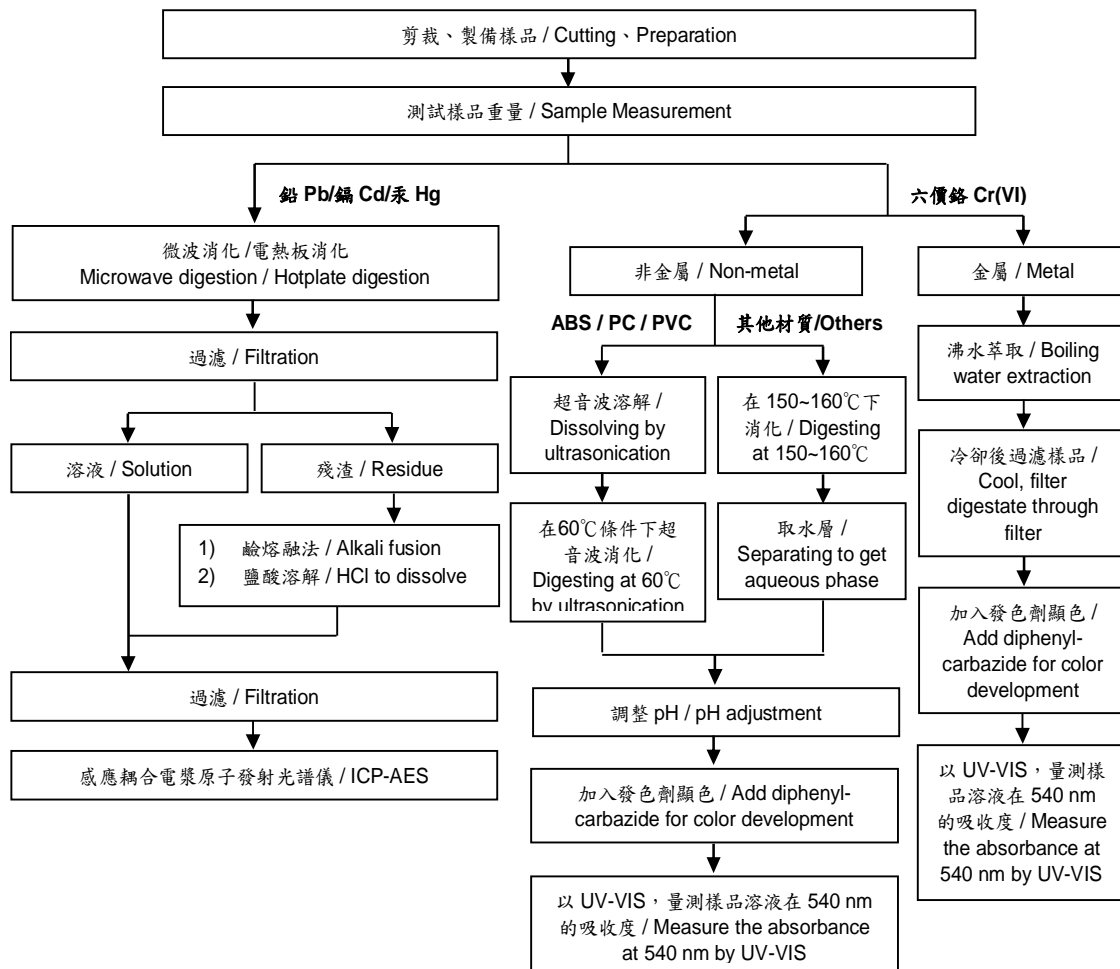 剪裁、製備樣品 / Cutting、Preparation
測試樣品重量 / Sample Measurement
鉛 Pb/鎘 Cd/汞 Hg
六價鉻 Cr(VI)
微波消化 /電熱板消化
Microwave digestion / Hotplate digestion
過濾 / Filtration
溶液 / Solution
殘渣 / Residue
1) 鹼熔融法 / Alkali fusion
2) 鹽酸溶解 / HCl to dissolve
過濾 / Filtration
感應耦合電漿原子發射光譜儀 / ICP-AES
非金屬 / Non-metal
ABS / PC / PVC
其他材質/Others
超音波溶解 /
Dissolving by
ultrasonication
在60℃條件下超
音波消化 /
Digesting at 60℃
by ultrasonication
在 150~160℃下
消化 / Digesting
at 150~160℃
取水層 /
Separating to get
aqueous phase
調整 pH / pH adjustment
加入發色劑顯色 / Add diphenyl-
carbazide for color development
以 UV-VIS，量測樣品溶液在 540 nm
的吸收度 / Measure the absorbance
at 540 nm by UV-VIS
金屬 / Metal
沸水萃取 / Boiling
water extraction
冷卻後過濾樣品 /
Cool, filter
digestate through
filter
加入發色劑顯色 /
Add diphenyl-
carbazide for color
development
以 UV-VIS，量測樣
品溶液在 540 nm
的吸收度 / Measure
the absorbance at
540 nm by UV-VIS